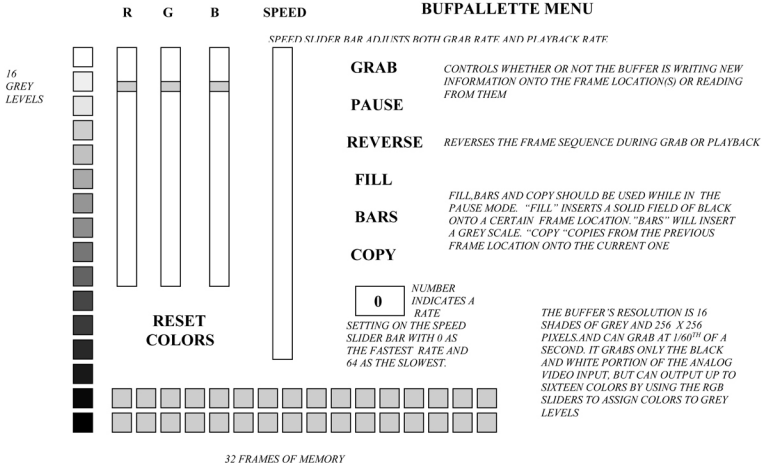 BUFPALLETTE MENU
R G B SPEED
SPEED SLIDER BAR ADJUSTS BOTH GRAB RATE AND PLAYBACK RATE
16
GREY
LEVELS
GRAB
CONTROLS WHETHER OR NOT THE BUFFER IS WRITING NEW
INFORMATION ONTO THE FRAME LOCATION(S) OR READING
FROM THEM
PAUSE
REVERSE
REVERSES THE FRAME SEQUENCE DURING GRAB OR PLAYBACK
FILL
BARS
COPY
FILL,BARS AND COPY SHOULD BE USED WHILE IN THE
PAUSE MODE. “FILL” INSERTS A SOLID FIELD OF BLACK
ONTO A CERTAIN FRAME LOCATION.”BARS” WILL INSERT
A GREY SCALE. “COPY “COPIES FROM THE PREVIOUS
FRAME LOCATION ONTO THE CURRENT ONE
0
NUMBER
INDICATES A
RATE
SETTING ON THE SPEED
SLIDER BAR WITH 0 AS
THE FASTEST RATE AND
64 AS THE SLOWEST.
RESET
COLORS
THE BUFFER’S RESOLUTION IS 16
SHADES OF GREY AND 256 X 256
PIXELS.AND CAN GRAB AT 1/60TH OF A
SECOND. IT GRABS ONLY THE BLACK
AND WHITE PORTION OF THE ANALOG
VIDEO INPUT, BUT CAN OUTPUT UP TO
SIXTEEN COLORS BY USING THE RGB
SLIDERS TO ASSIGN COLORS TO GREY
LEVELS
32 FRAMES OF MEMORY